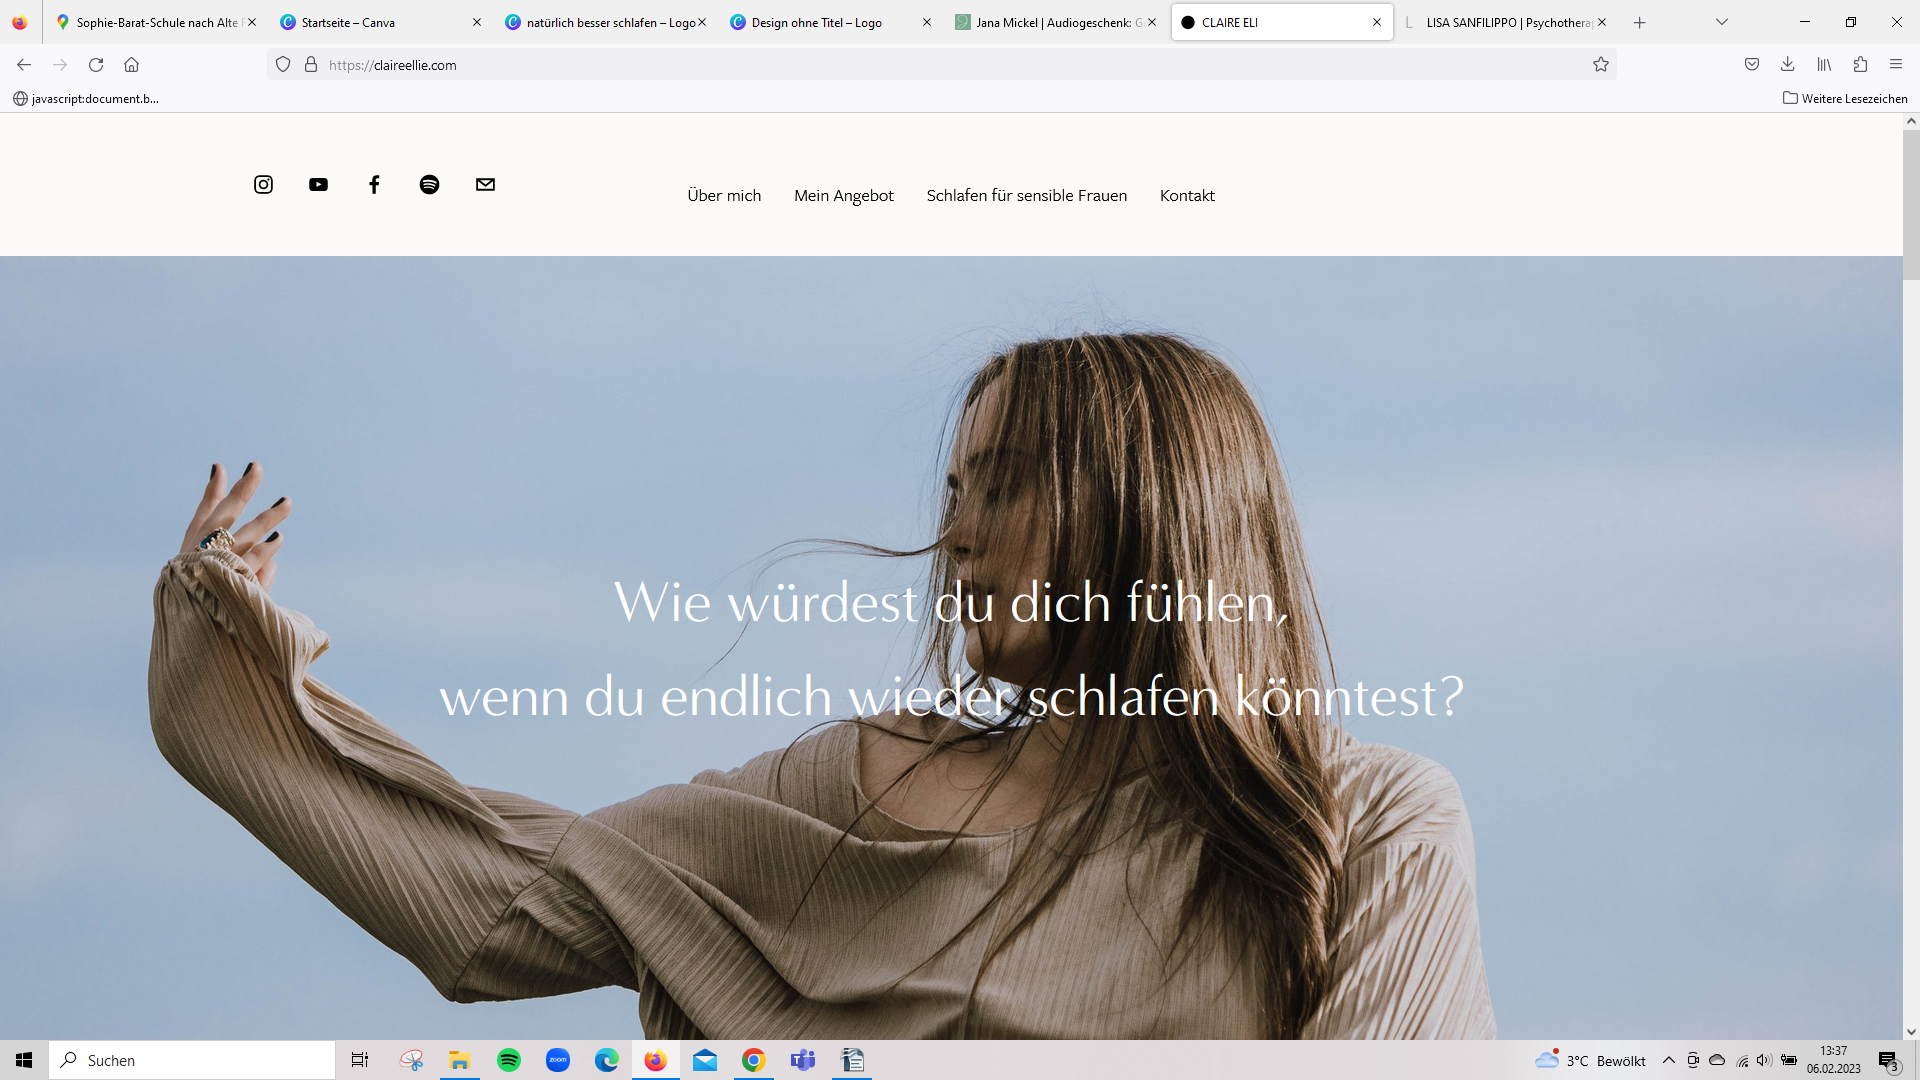 Sophie-Barat-Schule nach Alte
Startseite – Canva
natürlich besser schlafen – Logo
Design ohne Titel – Logo
Jana Mickel | Audiogeschenk: G
CLAIRE ELI
LISA SANFILIPPO | Psychothera
https://claireellie.com
javascript:document.b...
Weitere Lesezeichen
Über mich
Mein Angebot
Schlafen für sensible Frauen
Kontakt
Wie würdest du dich fühlen,
wenn du endlich wieder schlafen könntest?
Suchen
zoom
3°C Bewölkt
13:37
06.02.2023
3